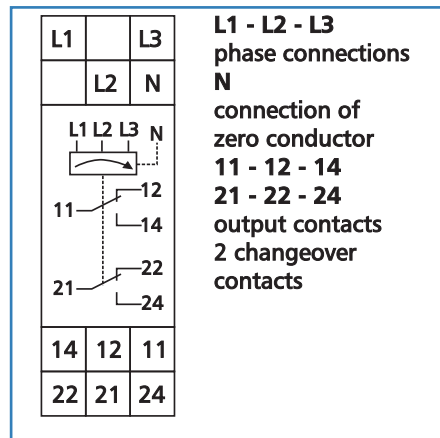 L1 L3
L2 N
L1 L2 L3 N
12
11
14
22
21
24
14 12 11
22 21 24
L1 - L2 - L3
phase connections
N
connection of
zero conductor
11 - 12 - 14
21 - 22 - 24
output contacts
2 changeover
contacts